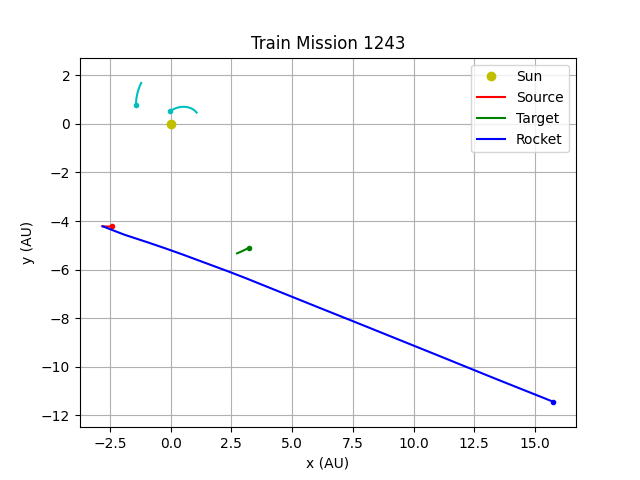 Train Mission 1243
Sun
Source
Target
Rocket
y (AU)
2
0
−2
−4
−6
−8
−10
−12
−2.5
0.0
2.5
5.0
7.5
10.0
12.5
15.0
x (AU)